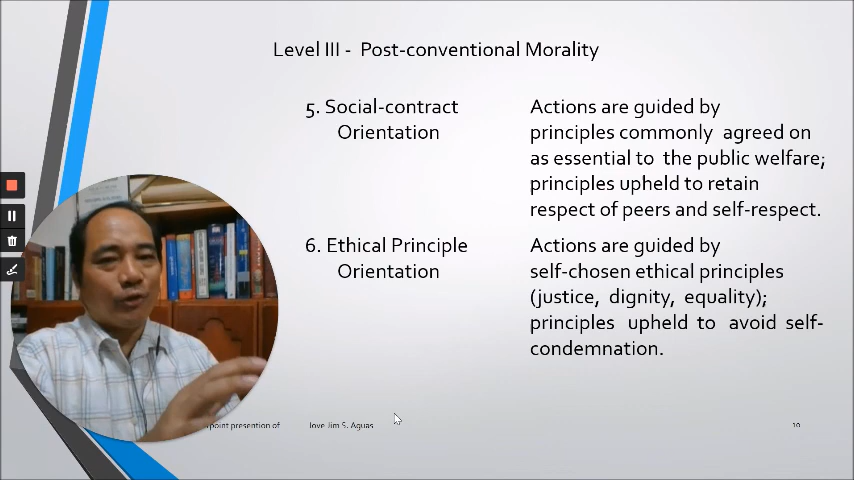 Level III - Post-conventional Morality
5. Social-contract
Orientation
Actions are guided by
principles commonly agreed on
as essential to the public welfare;
principles upheld to retain
respect of peers and self-respect.
6. Ethical Principle
Orientation
Actions are guided by
self-chosen ethical principles
(justice, dignity, equality);
principles upheld to avoid self-
condemnation.
point presention of Jove Jim S. Aguas
10